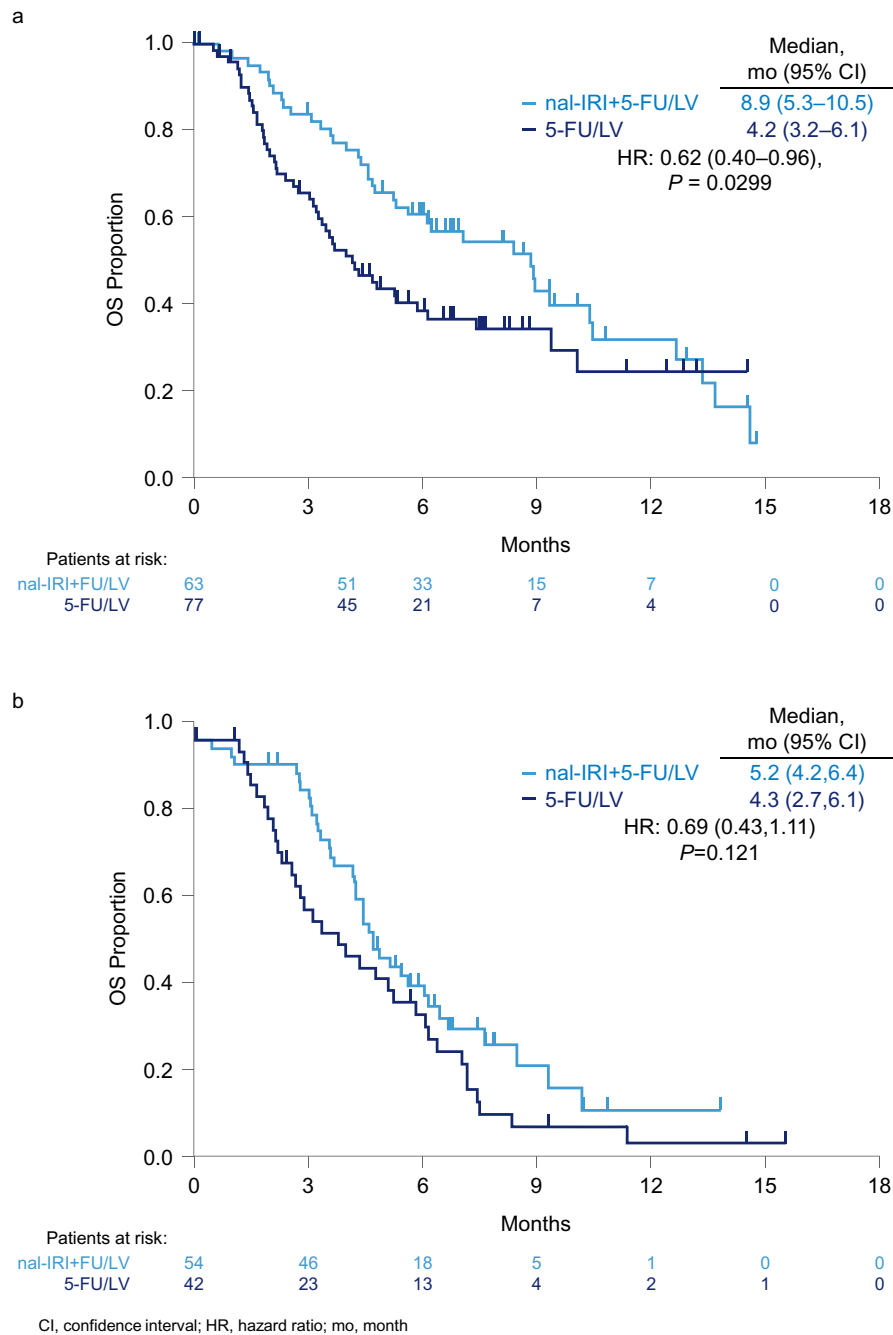 a
Median,
mo (95% CI)
nal-IRI+5-FU/LV 8.9 (5.3–10.5)
5-FU/LV 4.2 (3.2–6.1)
HR: 0.62 (0.40–0.96),
P = 0.0299
OS Proportion
1.0
0.8
0.6
0.4
0.2
0.0
0 3 6 9 12 15 18
Months
Patients at risk:
nal-IRI+FU/LV 63 51 33 15 7 0 0
5-FU/LV 77 45 21 7 4 0 0
b
Median,
mo (95% CI)
nal-IRI+5-FU/LV 5.2 (4.2,6.4)
5-FU/LV 4.3 (2.7,6.1)
HR: 0.69 (0.43,1.11)
P=0.121
OS Proportion
1.0
0.8
0.6
0.4
0.2
0.0
0 3 6 9 12 15 18
Months
Patients at risk:
nal-IRI+FU/LV 54 46 18 5 1 0 0
5-FU/LV 42 23 13 4 2 1 0
CI, confidence interval; HR, hazard ratio; mo, month